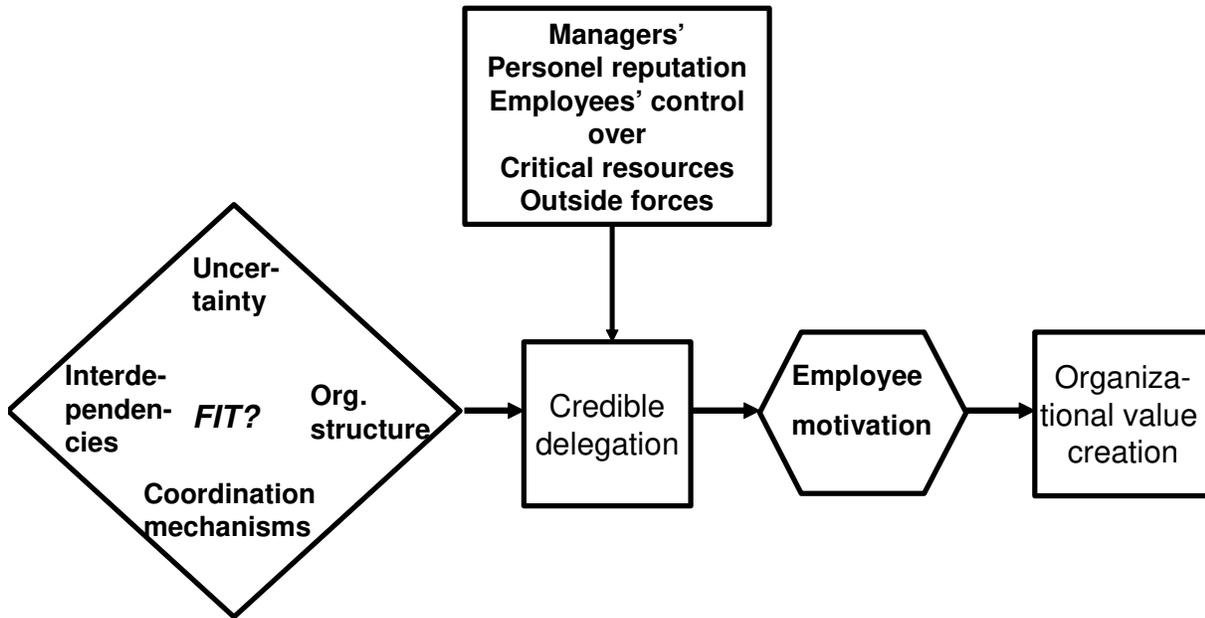 Managers’
Personel reputation
Employees’ control
over
Critical resources
Outside forces
Uncer-
tainty
Interde-
penden-
cies
FIT?
Org.
structure
Coordination
mechanisms
Credible
delegation
Employee
motivation
Organiza-
tional value
creation